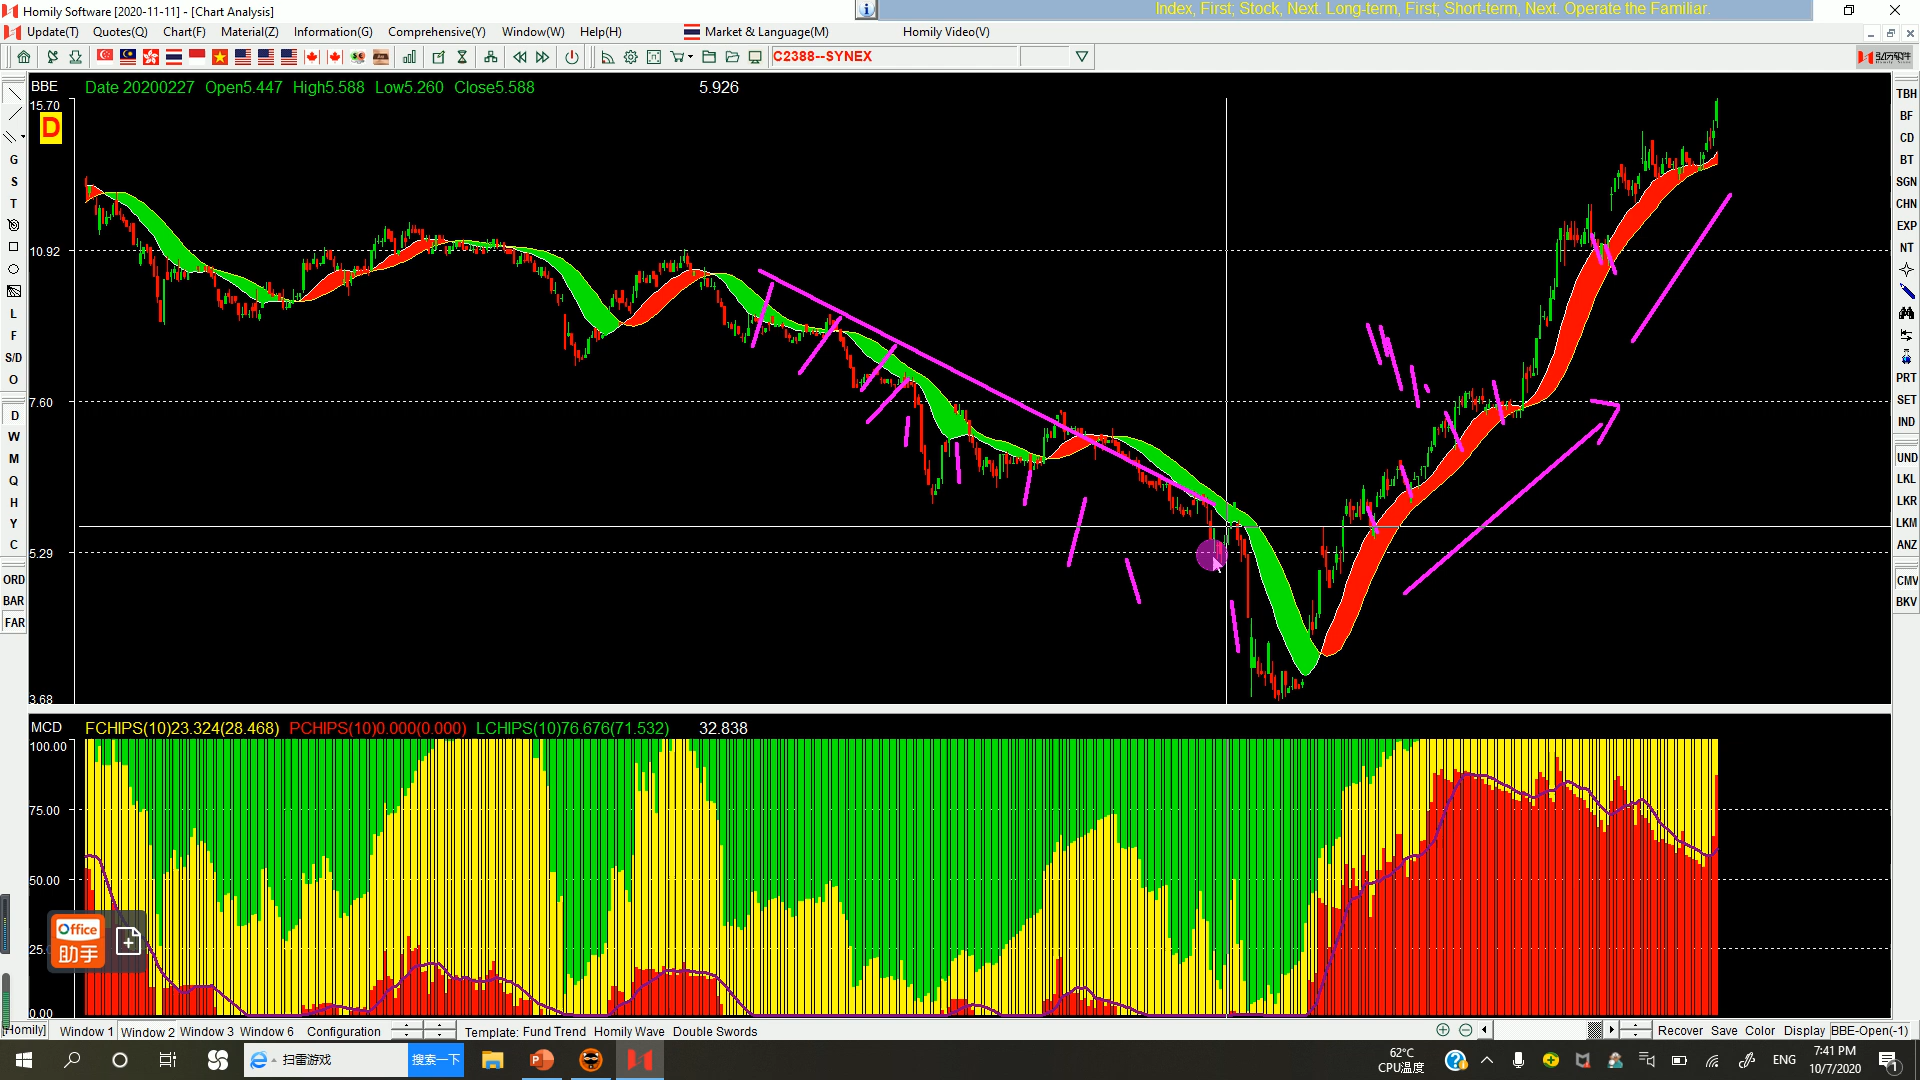 Homily Software [2020-11-11] - [Chart Analysis]
Index, First; Stock, Next. Long-term, First; Short-term, Next. Operate the Familiar.
Update(T) Quotes(Q) Chart(F) Material(Z) Information(G) Comprehensive(Y) Window(W) Help(H) Market & Language(M) Homily Video(V)
C2388--SYNEX
BBE Date 20200227 Open5.447 High5.588 Low5.260 Close5.588 5.926
15.70
D
10.92
7.60
5.29
3.68
G
S
T
L
F
S/D
O
D
W
M
Q
H
Y
C
ORD
BAR
FAR
TBH
BF
CD
BT
SGN
CHN
EXP
NT
PRT
SET
IND
UND
LKL
LKR
LKM
ANZ
CMV
BKV
MCD FCHIPS(10)23.324(28.468) PCHIPS(10)0.000(0.000) LCHIPS(10)76.676(71.532) 32.838
100.00
75.00
50.00
25.
0.00
Office
助手
[Homily] Window 1 Window 2 Window 3 Window 6 Configuration Template: Fund Trend Homily Wave Double Swords Recover Save Color Display BBE-Open(-1)
扫雷游戏 搜索一下
62°C
CPU温度
ENG
7:41 PM
10/7/2020
1